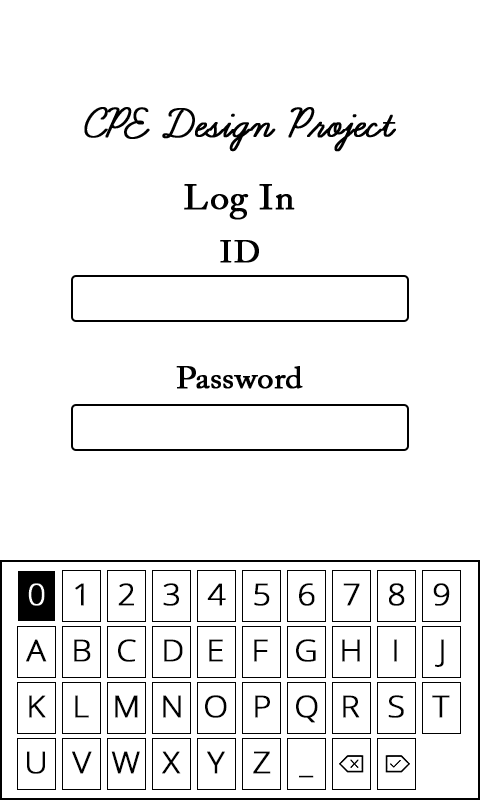 CPE Design Project
Log In
ID
Password
0 1 2 3 4 5 6 7 8 9
A B C D E F G H I J
K L M N O P Q R S T
U V W X Y Z _